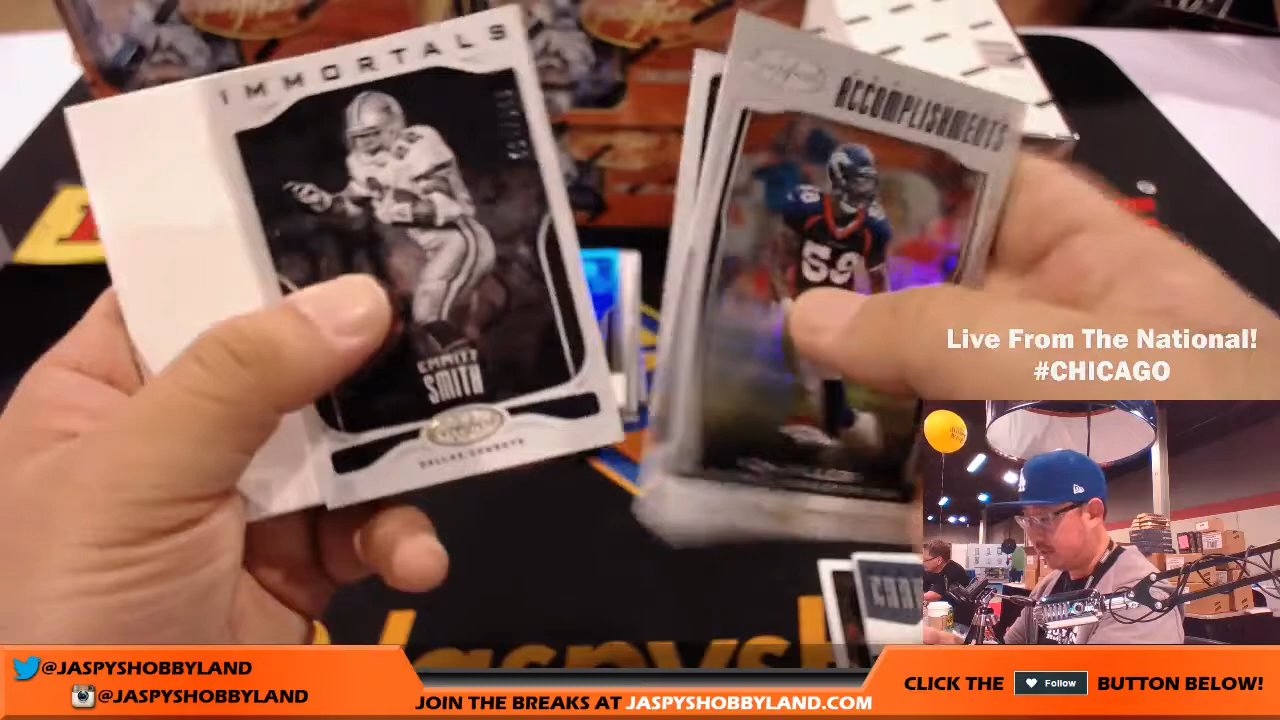 IMMORTALS
EMMITT
SMITH
DALLAS COWBOYS
ACCOMPLISHMENTS
59
Live From The National!
#CHICAGO
@JASPYSHOBBYLAND
@JASPYSHOBBYLAND
JOIN THE BREAKS AT JASPYSHOBBYLAND.COM
CLICK THE Follow BUTTON BELOW!